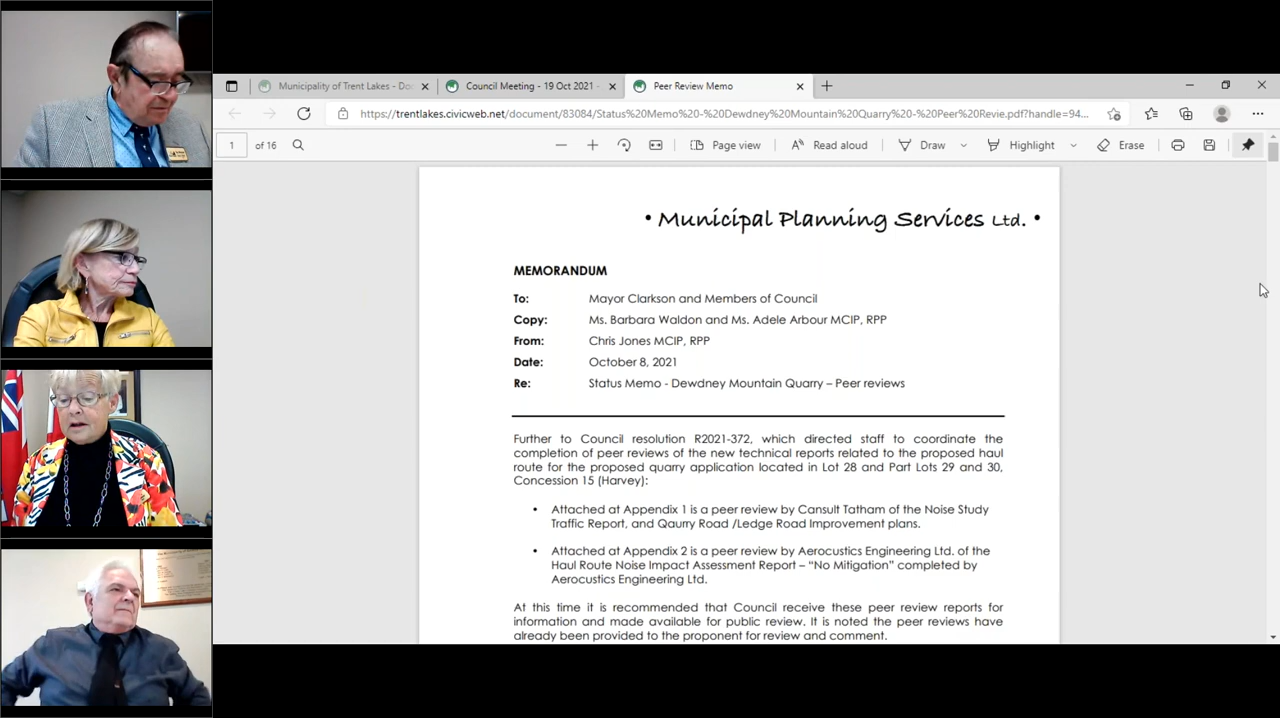 Municipality of Trent Lakes - Doc
Council Meeting - 19 Oct 2021 -
Peer Review Memo
https://trentlakes.civicweb.net/document/83084/Status%20Memo%20-%20Dewdney%20Mountain%20Quarry%20-%20Peer%20Revie.pdf?handle=94...
1 of 16
Page view
Read aloud
Draw
Highlight
Erase
• Municipal Planning Services Ltd. •
MEMORANDUM
To: Mayor Clarkson and Members of Council
Copy: Ms. Barbara Waldon and Ms. Adele Arbour MCIP, RPP
From: Chris Jones MCIP, RPP
Date: October 8, 2021
Re: Status Memo - Dewdney Mountain Quarry – Peer reviews
Further to Council resolution R2021-372, which directed staff to coordinate the
completion of peer reviews of the new technical reports related to the proposed haul
route for the proposed quarry application located in Lot 28 and Part Lots 29 and 30,
Concession 15 (Harvey):
• Attached at Appendix 1 is a peer review by Cansult Tatham of the Noise Study
Traffic Report, and Qaurry Road /Ledge Road Improvement plans.
• Attached at Appendix 2 is a peer review by Aerocustics Engineering Ltd. of the
Haul Route Noise Impact Assessment Report – “No Mitigation” completed by
Aerocustics Engineering Ltd.
At this time it is recommended that Council receive these peer review reports for
information and made available for public review. It is noted the peer reviews have
already been provided to the proponent for review and comment.